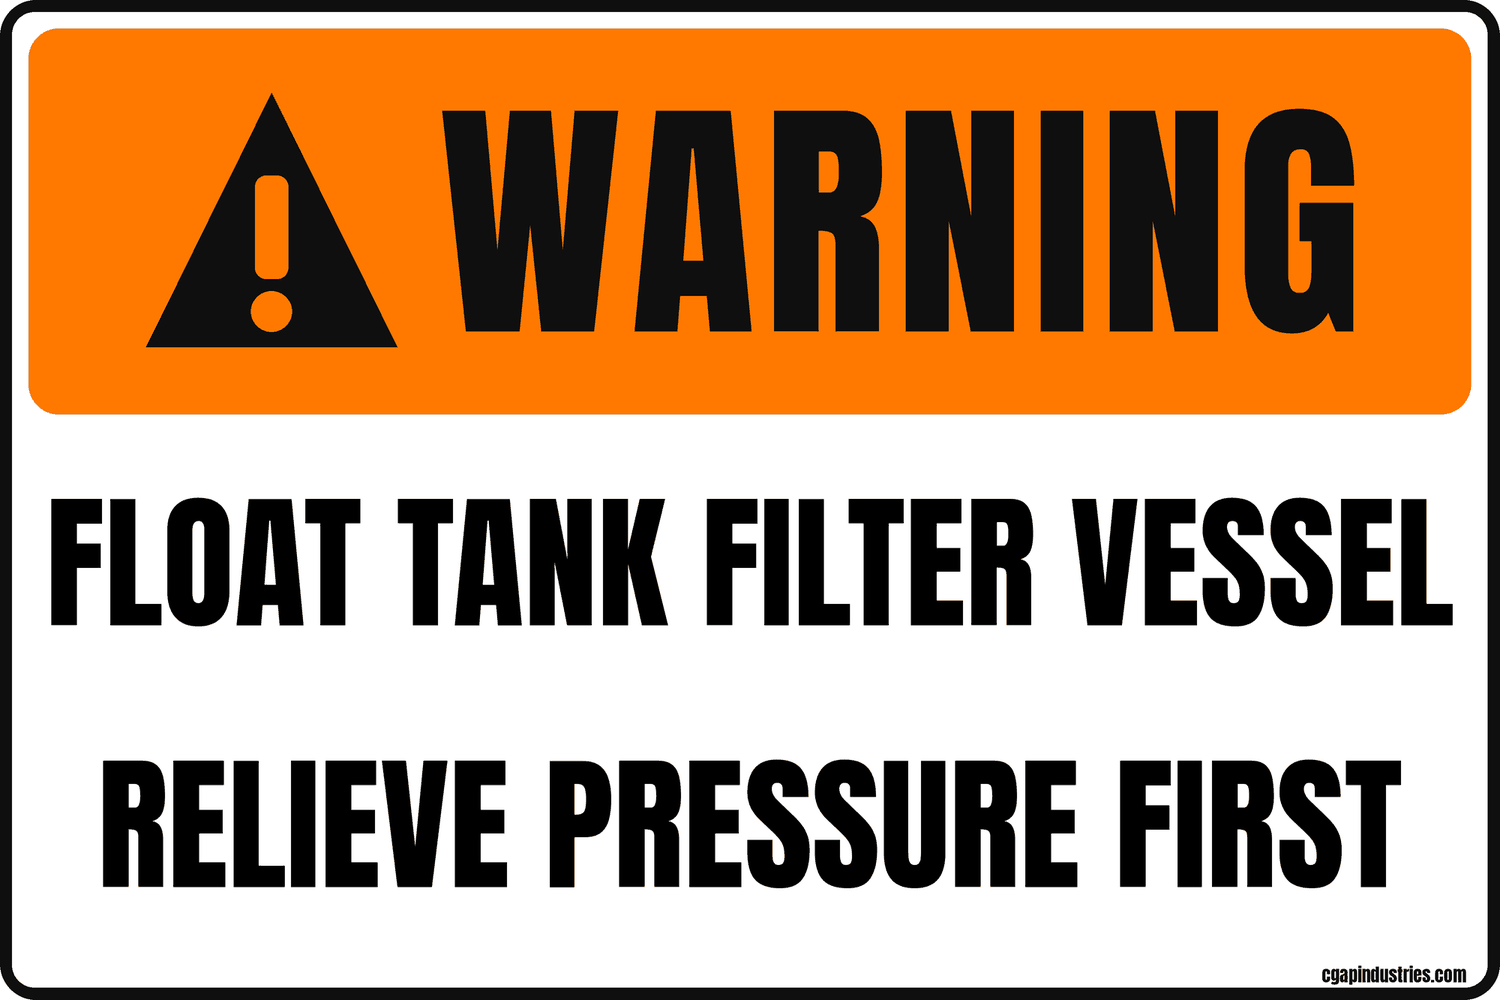 WARNING
FLOAT TANK FILTER VESSEL
RELIEVE PRESSURE FIRST
cgapindustries.com